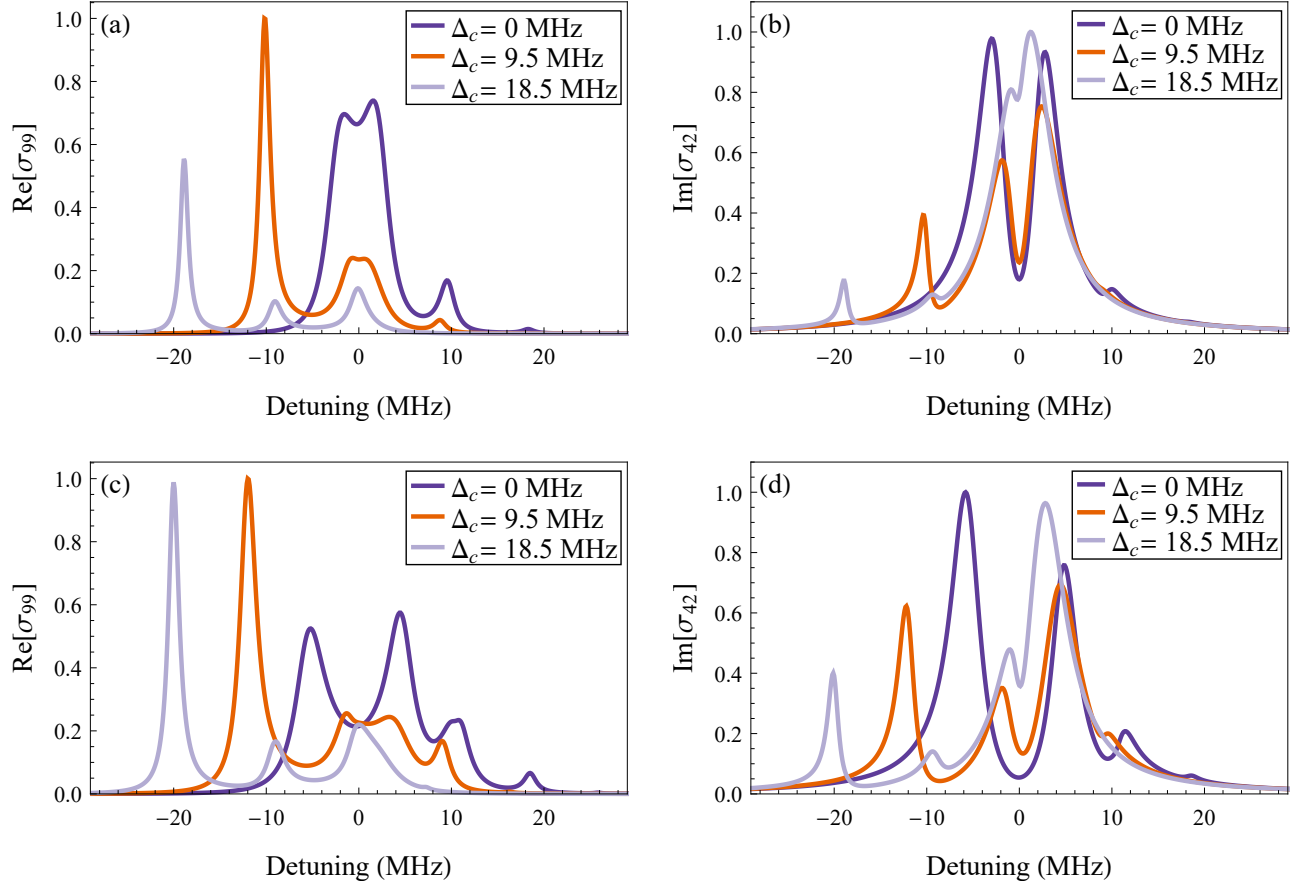 (a)
Δc = 0 MHz
Δc = 9.5 MHz
Δc = 18.5 MHz
Re[σ99]
1.0
0.8
0.6
0.4
0.2
0.0
−20
−10
0
10
20
Detuning (MHz)
(b)
Δc = 0 MHz
Δc = 9.5 MHz
Δc = 18.5 MHz
Im[σ42]
1.0
0.8
0.6
0.4
0.2
0.0
−20
−10
0
10
20
Detuning (MHz)
(c)
Δc = 0 MHz
Δc = 9.5 MHz
Δc = 18.5 MHz
Re[σ99]
1.0
0.8
0.6
0.4
0.2
0.0
−20
−10
0
10
20
Detuning (MHz)
(d)
Δc = 0 MHz
Δc = 9.5 MHz
Δc = 18.5 MHz
Im[σ42]
1.0
0.8
0.6
0.4
0.2
0.0
−20
−10
0
10
20
Detuning (MHz)